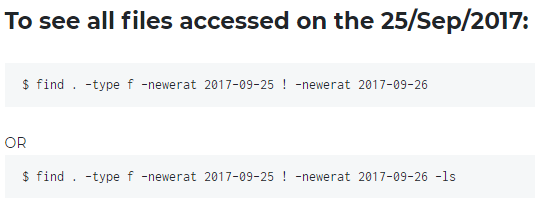 To see all files accessed on the 25/Sep/2017:
$ find . -type f -newerat 2017-09-25 ! -newerat 2017-09-26
OR
$ find . -type f -newerat 2017-09-25 ! -newerat 2017-09-26 -ls